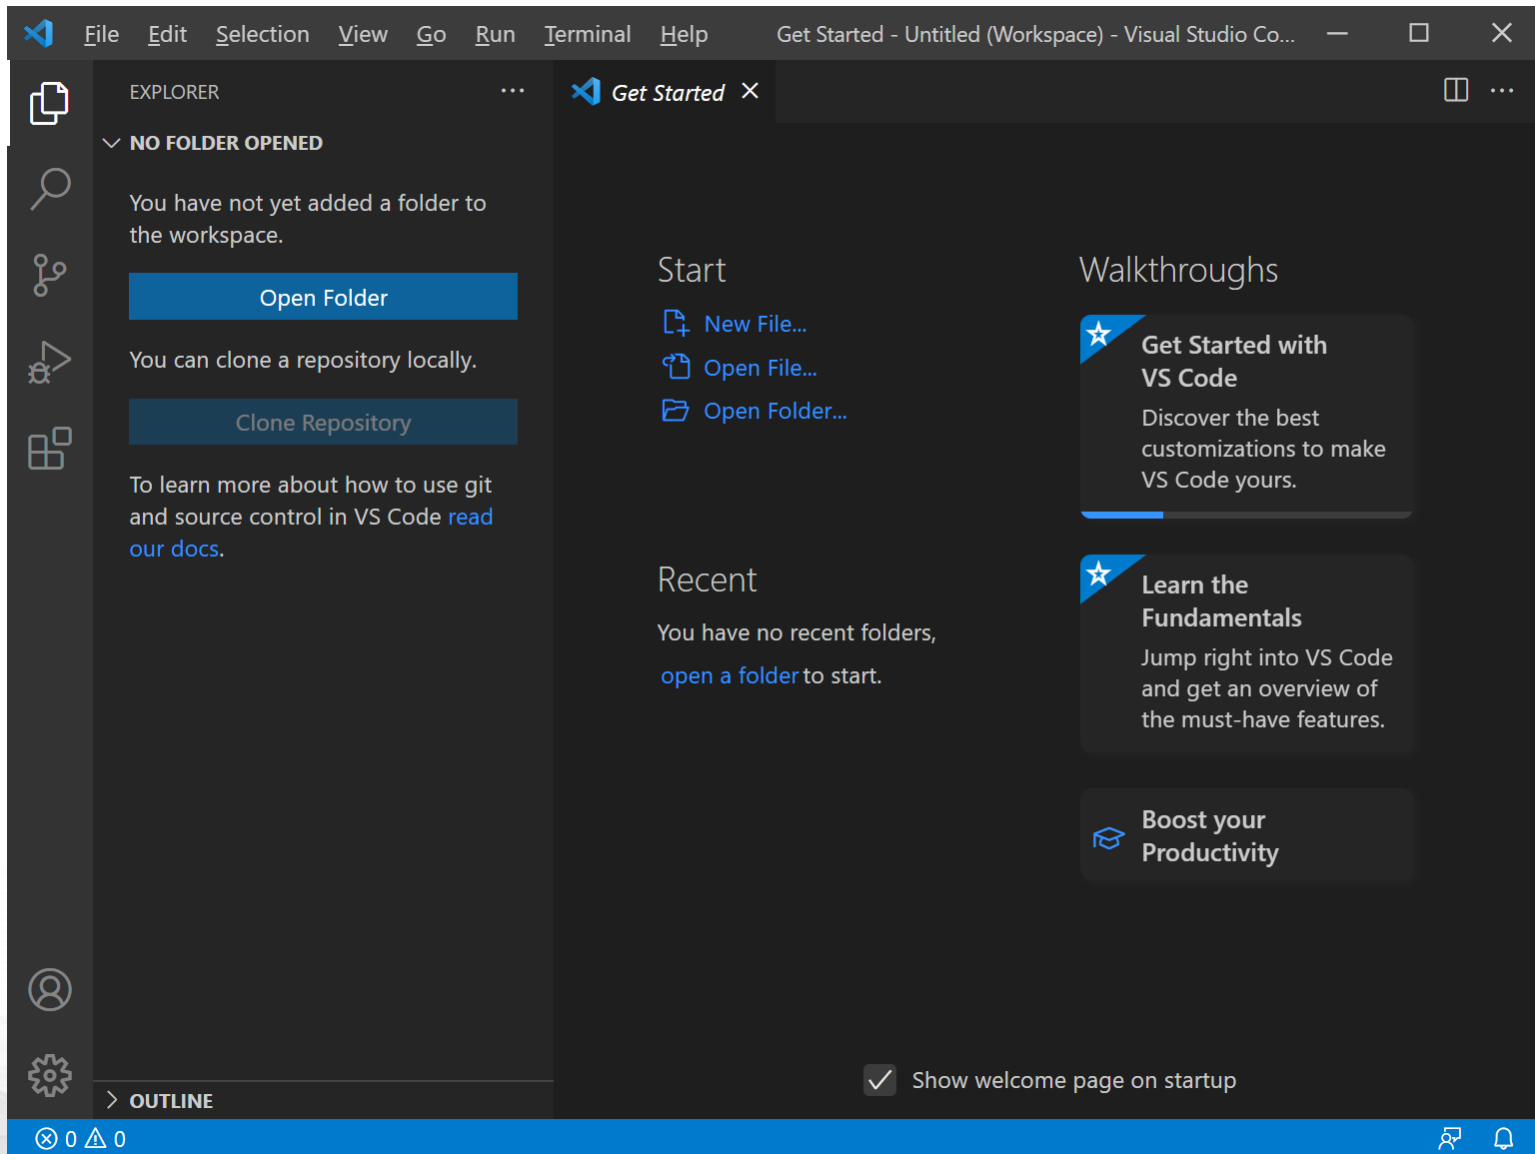 File Edit Selection View Go Run Terminal Help Get Started - Untitled (Workspace) - Visual Studio Co...
EXPLORER
Get Started
NO FOLDER OPENED
You have not yet added a folder to
the workspace.
Open Folder
You can clone a repository locally.
Clone Repository
To learn more about how to use git
and source control in VS Code read
our docs.
OUTLINE
Start
New File...
Open File...
Open Folder...
Recent
You have no recent folders,
open a folder to start.
Walkthroughs
Get Started with
VS Code
Discover the best
customizations to make
VS Code yours.
Learn the
Fundamentals
Jump right into VS Code
and get an overview of
the must-have features.
Boost your
Productivity
Show welcome page on startup
0 0